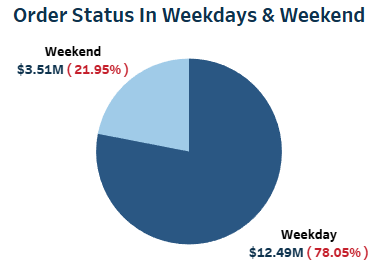 Order Status In Weekdays & Weekend
Weekend
$3.51M ( 21.95% )
Weekday
$12.49M ( 78.05% )